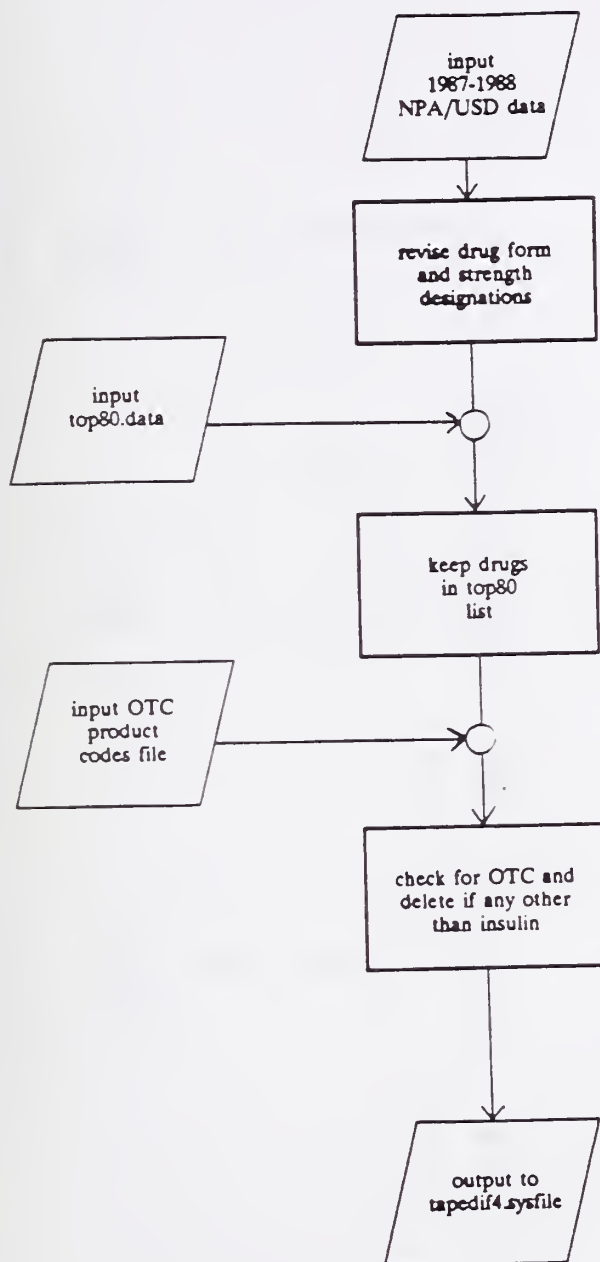 input
1987-1988
NPA/USD data
revise drug form
and strength
designations
input
top80.data
keep drugs
in top80
list
input OTC
product
codes file
check for OTC and
delete if any other
than insulin
output to
tapedif4.sysfile